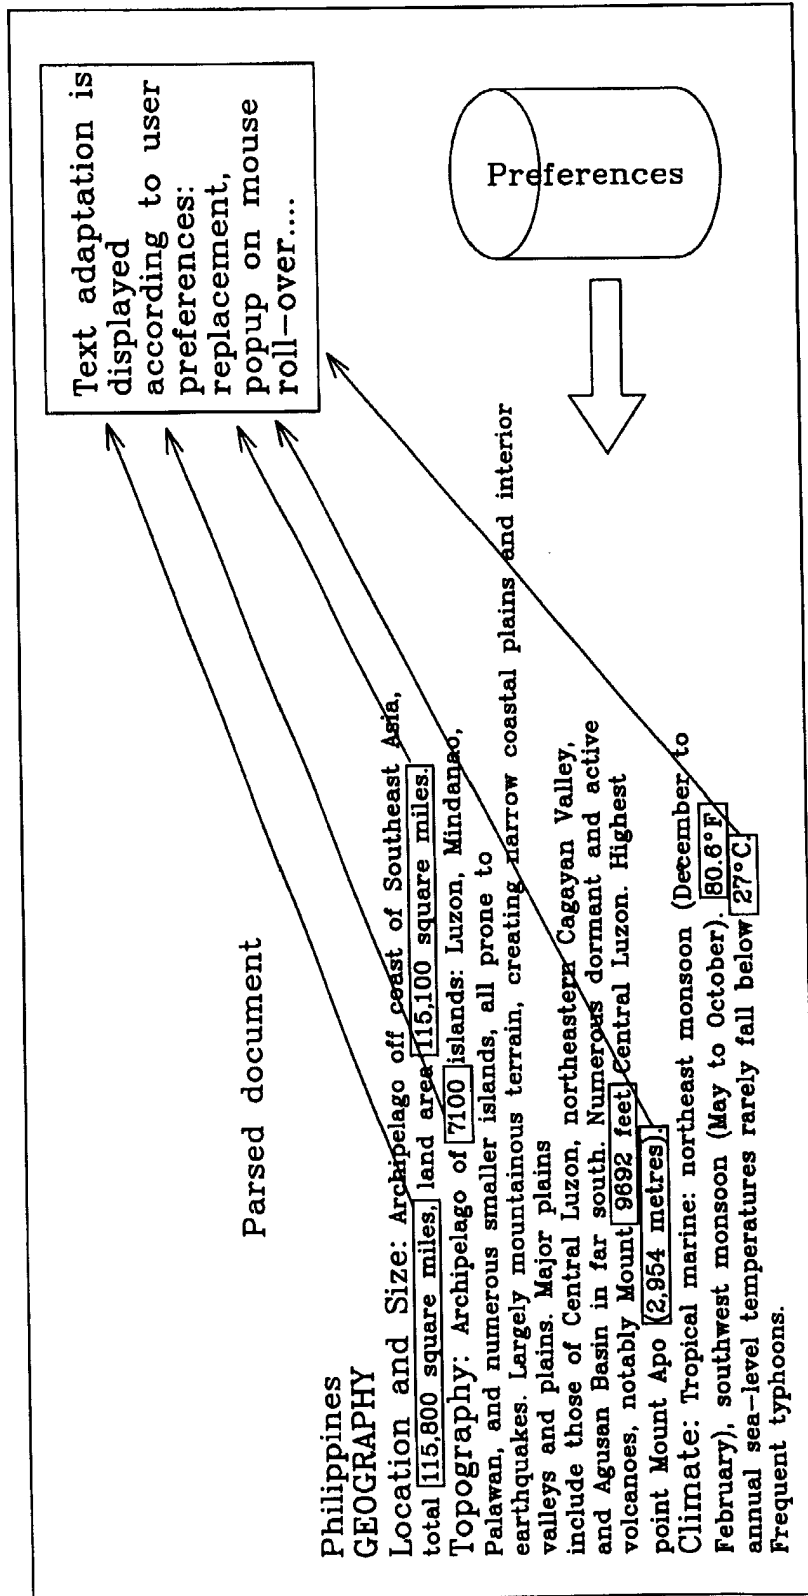 Text adaptation is
displayed
according to user
preferences:
replacement,
popup on mouse
roll-over....
Preferences
Parsed document
Philippines
GEOGRAPHY
Location and Size: Archipelago off coast of Southeast Asia,
total 115,800 square miles, land area 115,100 square miles.
Topography: Archipelago of 7100 islands: Luzon, Mindanao,
Palawan, and numerous smaller islands, all prone to
earthquakes. Largely mountainous terrain, creating narrow coastal plains and interior
valleys and plains. Major plains
include those of Central Luzon, northeastern Cagayan Valley,
and Agusan Basin in far south. Numerous dormant and active
volcanoes, notably Mount 9692 feet Central Luzon. Highest
point Mount Apo (2,954 metres).
Climate: Tropical marine: northeast monsoon (December to
February), southwest monsoon (May to October). 80.6°F
annual sea-level temperatures rarely fall below 27°C.
Frequent typhoons.